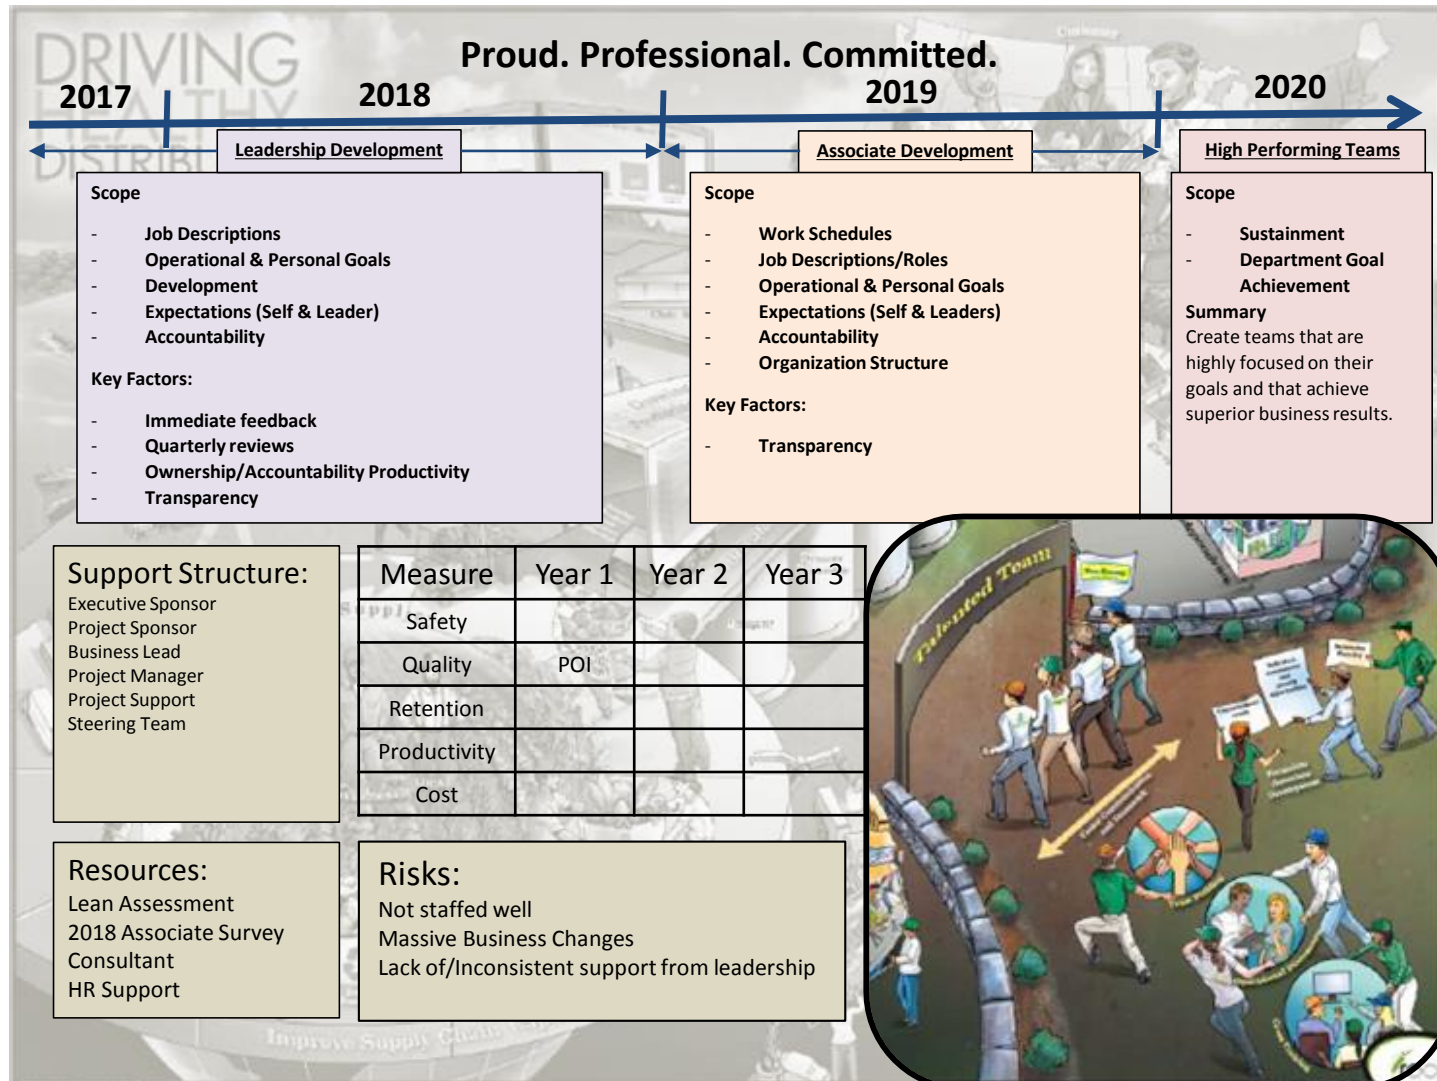 DRIVING
HEALTHY
Proud. Professional. Committed.
2017
2018
2019
2020
Leadership Development
Scope
- Job Descriptions
- Operational & Personal Goals
- Development
- Expectations (Self & Leader)
- Accountability
Key Factors:
- Immediate feedback
- Quarterly reviews
- Ownership/Accountability Productivity
- Transparency
Associate Development
Scope
- Work Schedules
- Job Descriptions/Roles
- Operational & Personal Goals
- Expectations (Self & Leaders)
- Accountability
- Organization Structure
Key Factors:
- Transparency
High Performing Teams
Scope
- Sustainment
- Department Goal
Achievement
Summary
Create teams that are
highly focused on their
goals and that achieve
superior business results.
Support Structure:
Executive Sponsor
Project Sponsor
Business Lead
Project Manager
Project Support
Steering Team
Measure Year 1 Year 2 Year 3
Safety
Quality POI
Retention
Productivity
Cost
Resources:
Lean Assessment
2018 Associate Survey
Consultant
HR Support
Risks:
Not staffed well
Massive Business Changes
Lack of/Inconsistent support from leadership
Talented Team
Improve Supply Chain